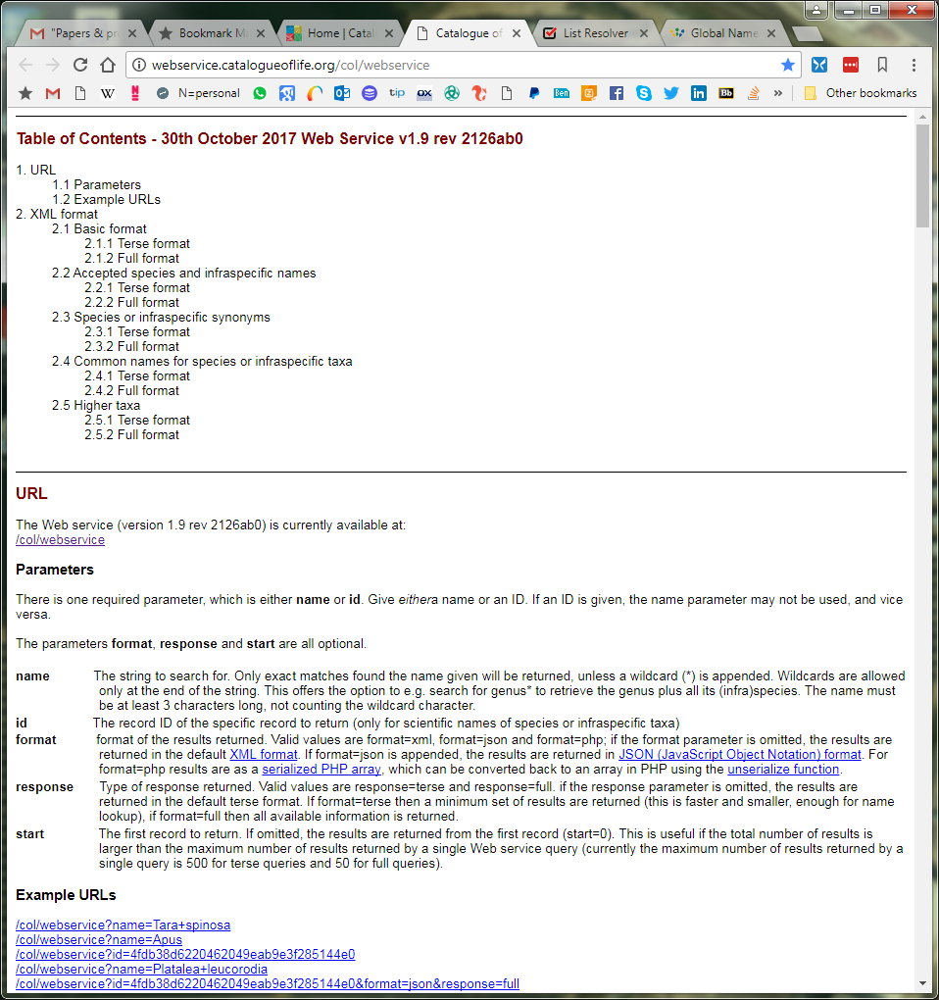 "Papers & pr
Bookmark Ma
Home | Catal
Catalogue of
List Resolver
Global Name
webservice.catalogueoflife.org/col/webservice
W N=personal tip OX Ben Bb » Other bookmarks
Table of Contents - 30th October 2017 Web Service v1.9 rev 2126ab0
1. URL
1.1 Parameters
1.2 Example URLs
2. XML format
2.1 Basic format
2.1.1 Terse format
2.1.2 Full format
2.2 Accepted species and infraspecific names
2.2.1 Terse format
2.2.2 Full format
2.3 Species or infraspecific synonyms
2.3.1 Terse format
2.3.2 Full format
2.4 Common names for species or infraspecific taxa
2.4.1 Terse format
2.4.2 Full format
2.5 Higher taxa
2.5.1 Terse format
2.5.2 Full format
URL
The Web service (version 1.9 rev 2126ab0) is currently available at:
/col/webservice
Parameters
There is one required parameter, which is either name or id. Give eithera name or an ID. If an ID is given, the name parameter may not be used, and vice
versa.
The parameters format, response and start are all optional.
name The string to search for. Only exact matches found the name given will be returned, unless a wildcard (*) is appended. Wildcards are allowed
only at the end of the string. This offers the option to e.g. search for genus* to retrieve the genus plus all its (infra)species. The name must
be at least 3 characters long, not counting the wildcard character.
id The record ID of the specific record to return (only for scientific names of species or infraspecific taxa)
format format of the results returned. Valid values are format=xml, format=json and format=php; if the format parameter is omitted, the results are
returned in the default XML format. If format=json is appended, the results are returned in JSON (JavaScript Object Notation) format. For
format=php results are as a serialized PHP array, which can be converted back to an array in PHP using the unserialize function.
response Type of response returned. Valid values are response=terse and response=full. if the response parameter is omitted, the results are
returned in the default terse format. If format=terse then a minimum set of results are returned (this is faster and smaller, enough for name
lookup), if format=full then all available information is returned.
start The first record to return. If omitted, the results are returned from the first record (start=0). This is useful if the total number of results is
larger than the maximum number of results returned by a single Web service query (currently the maximum number of results returned by a
single query is 500 for terse queries and 50 for full queries).
Example URLs
/col/webservice?name=Tara+spinosa
/col/webservice?name=Apus
/col/webservice?id=4fdb38d6220462049eab9e3f285144e0
/col/webservice?name=Platalea+leucorodia
/col/webservice?id=4fdb38d6220462049eab9e3f285144e0&format=json&response=full